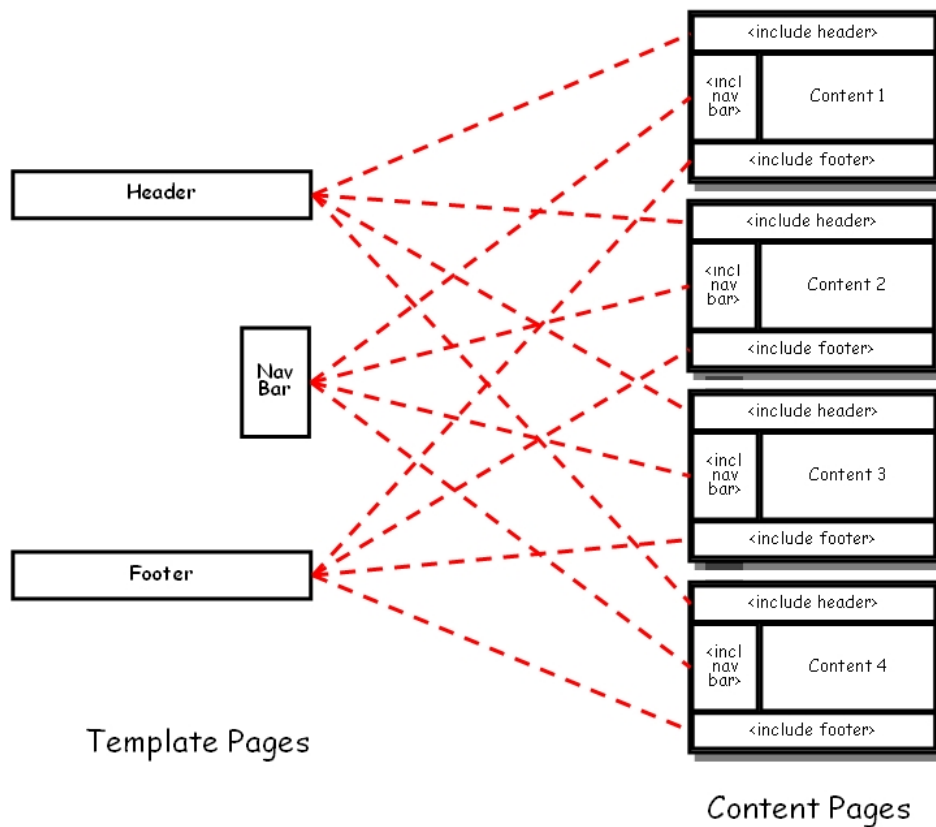 <include header>
<incl
nav
bar>
Content 1
<include footer>
Header
<include header>
<incl
nav
bar>
Content 2
<include footer>
Nav
Bar
<include header>
<incl
nav
bar>
Content 3
<include footer>
Footer
<include header>
<incl
nav
bar>
Content 4
<include footer>
Template Pages
Content Pages